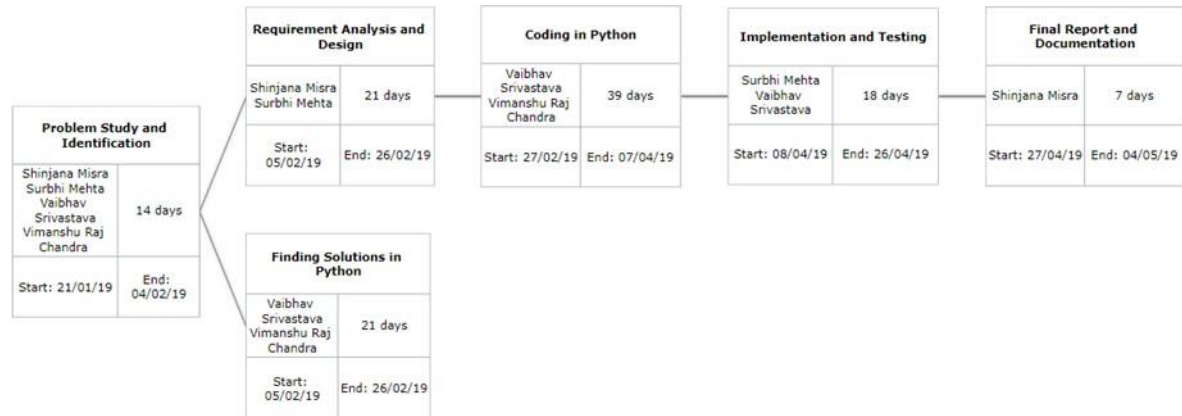 Problem Study and
Identification
Shinjana Misra
Surbhi Mehta
Vaibhav
Srivastava
Vimanshu Raj
Chandra
14 days
Start: 21/01/19
End:
04/02/19
Requirement Analysis and
Design
Shinjana Misra
Surbhi Mehta
21 days
Start:
05/02/19
End: 26/02/19
Finding Solutions in
Python
Vaibhav
Srivastava
Vimanshu Raj
Chandra
21 days
Start:
05/02/19
End: 26/02/19
Coding in Python
Vaibhav
Srivastava
Vimanshu Raj
Chandra
39 days
Start: 27/02/19
End: 07/04/19
Implementation and Testing
Surbhi Mehta
Vaibhav
Srivastava
18 days
Start: 08/04/19
End: 26/04/19
Final Report and
Documentation
Shinjana Misra
7 days
Start: 27/04/19
End: 04/05/19